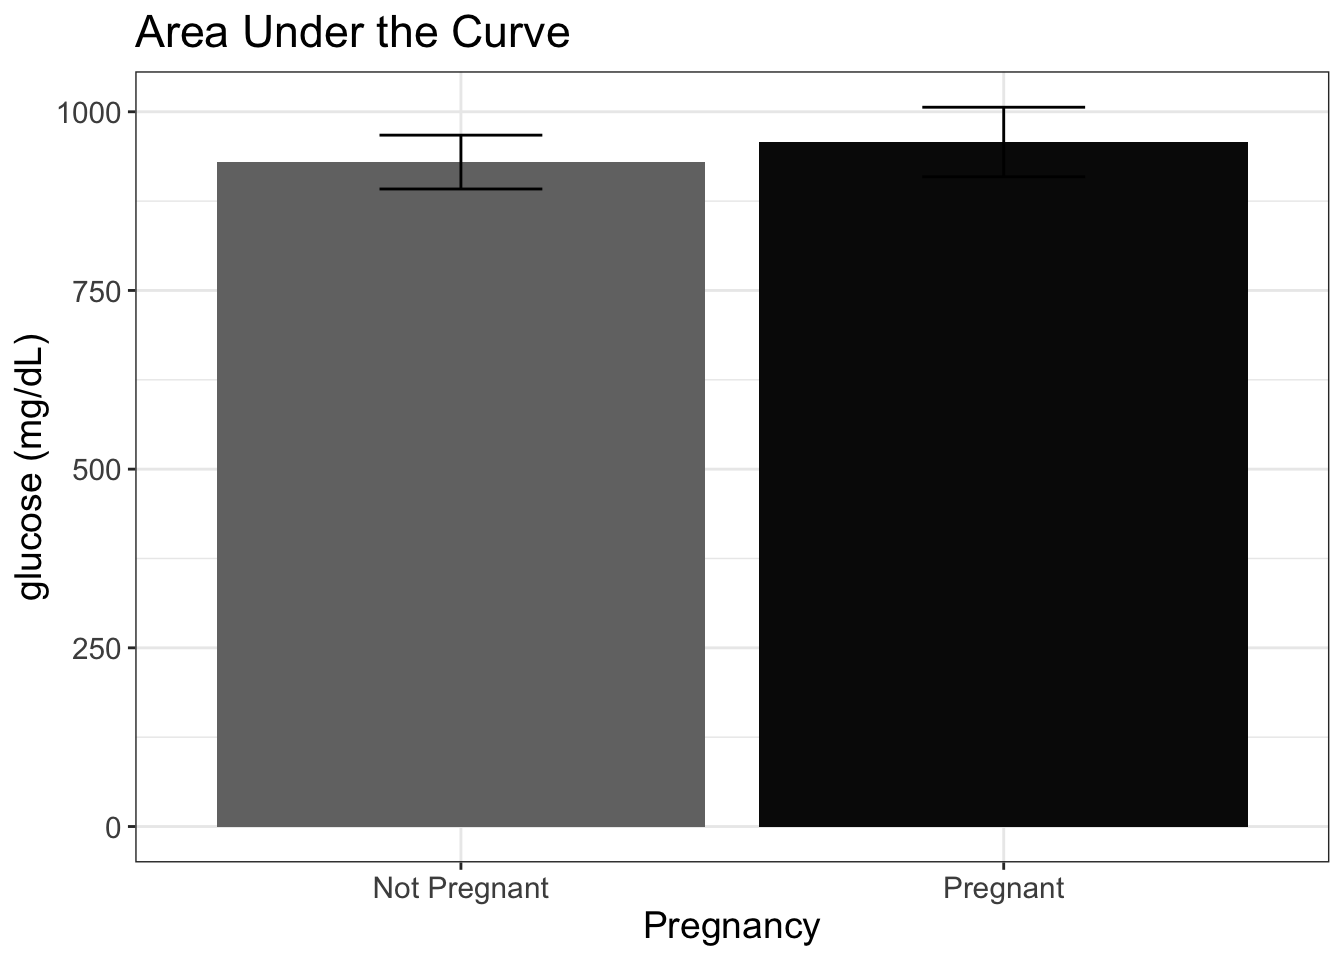 Area Under the Curve
glucose (mg/dL)
1000
750
500
250
0
Not Pregnant
Pregnant
Pregnancy